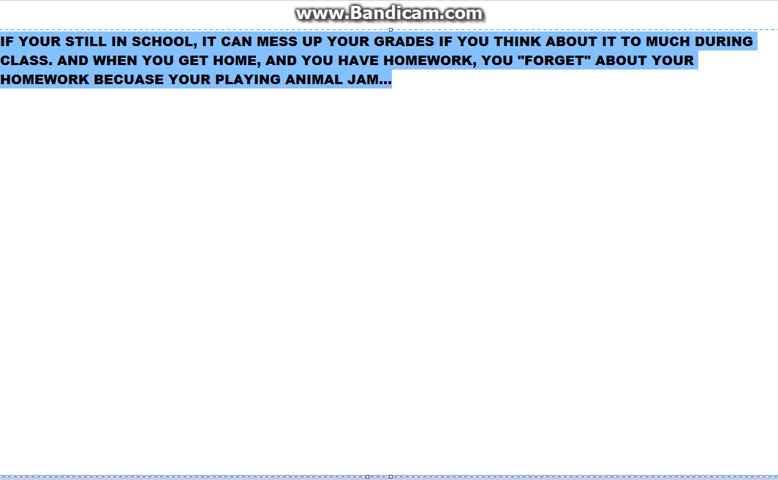 www.Bandicam.com
IF YOUR STILL IN SCHOOL, IT CAN MESS UP YOUR GRADES IF YOU THINK ABOUT IT TO MUCH DURING
CLASS. AND WHEN YOU GET HOME, AND YOU HAVE HOMEWORK, YOU "FORGET" ABOUT YOUR
HOMEWORK BECUASE YOUR PLAYING ANIMAL JAM...